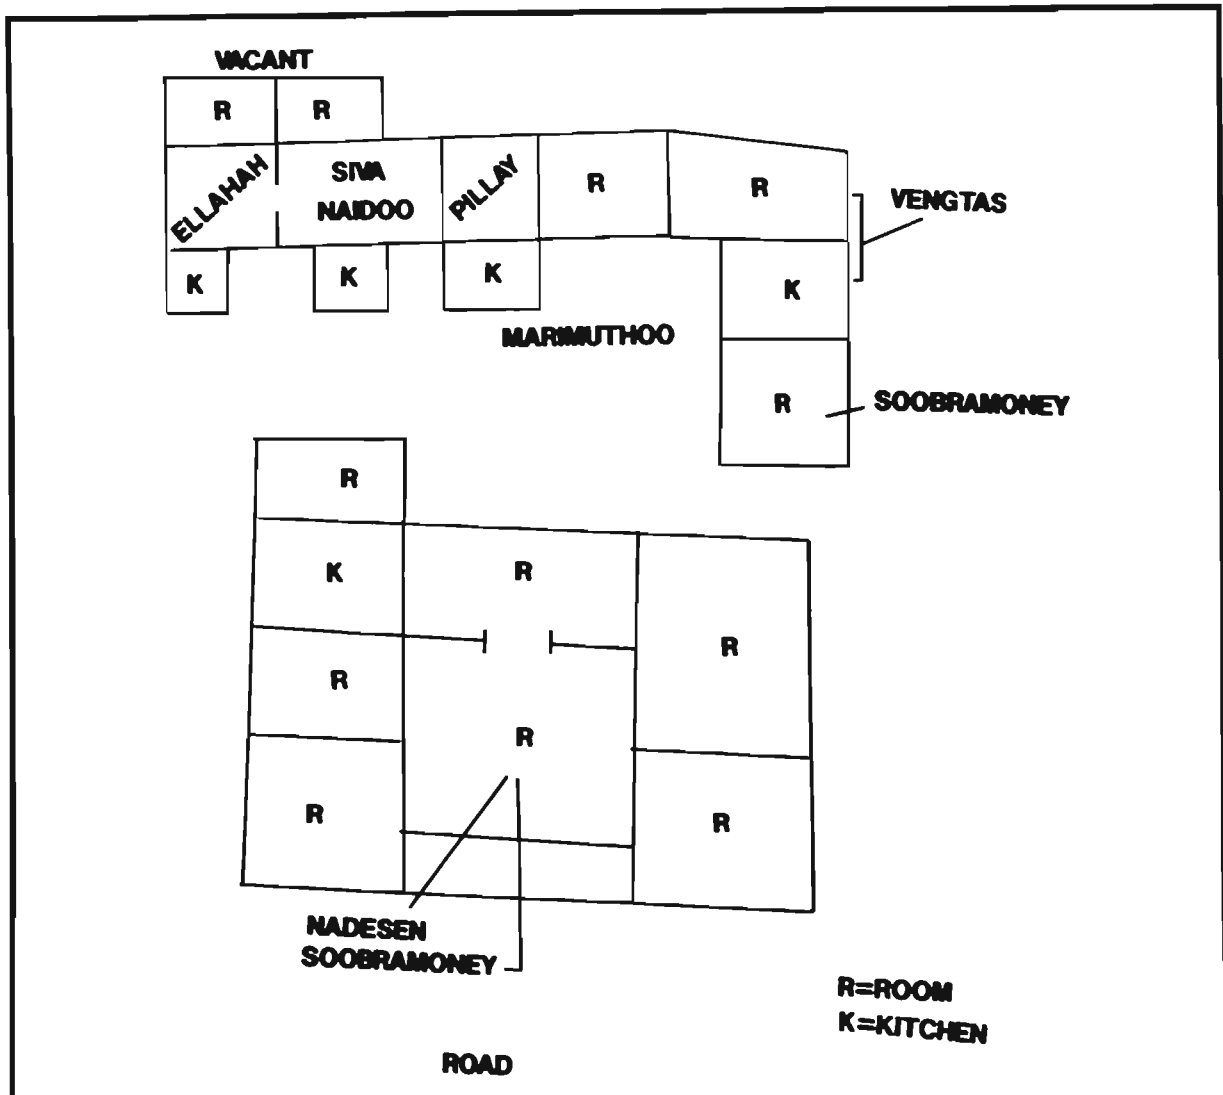 VACANT
R R
ELLAHAH
SIVA
NAIDOO
PILLAY
R
R
VENGTAS
K
K
K
K
MARIMUTHOO
R
SOOBRAMONEY
R
K
R
R
R
R
R
R
NADESEN
SOOBRAMONEY
R=ROOM
K=KITCHEN
ROAD